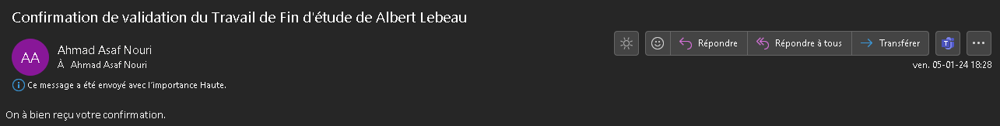 Confirmation de validation du Travail de Fin d'étude de Albert Lebeau
AA
Ahmad Asaf Nouri
À Ahmad Asaf Nouri
Répondre
Répondre à tous
Transférer
ven. 05-01-24 18:28
Ce message a été envoyé avec l'importance Haute.
On à bien reçu votre confirmation.